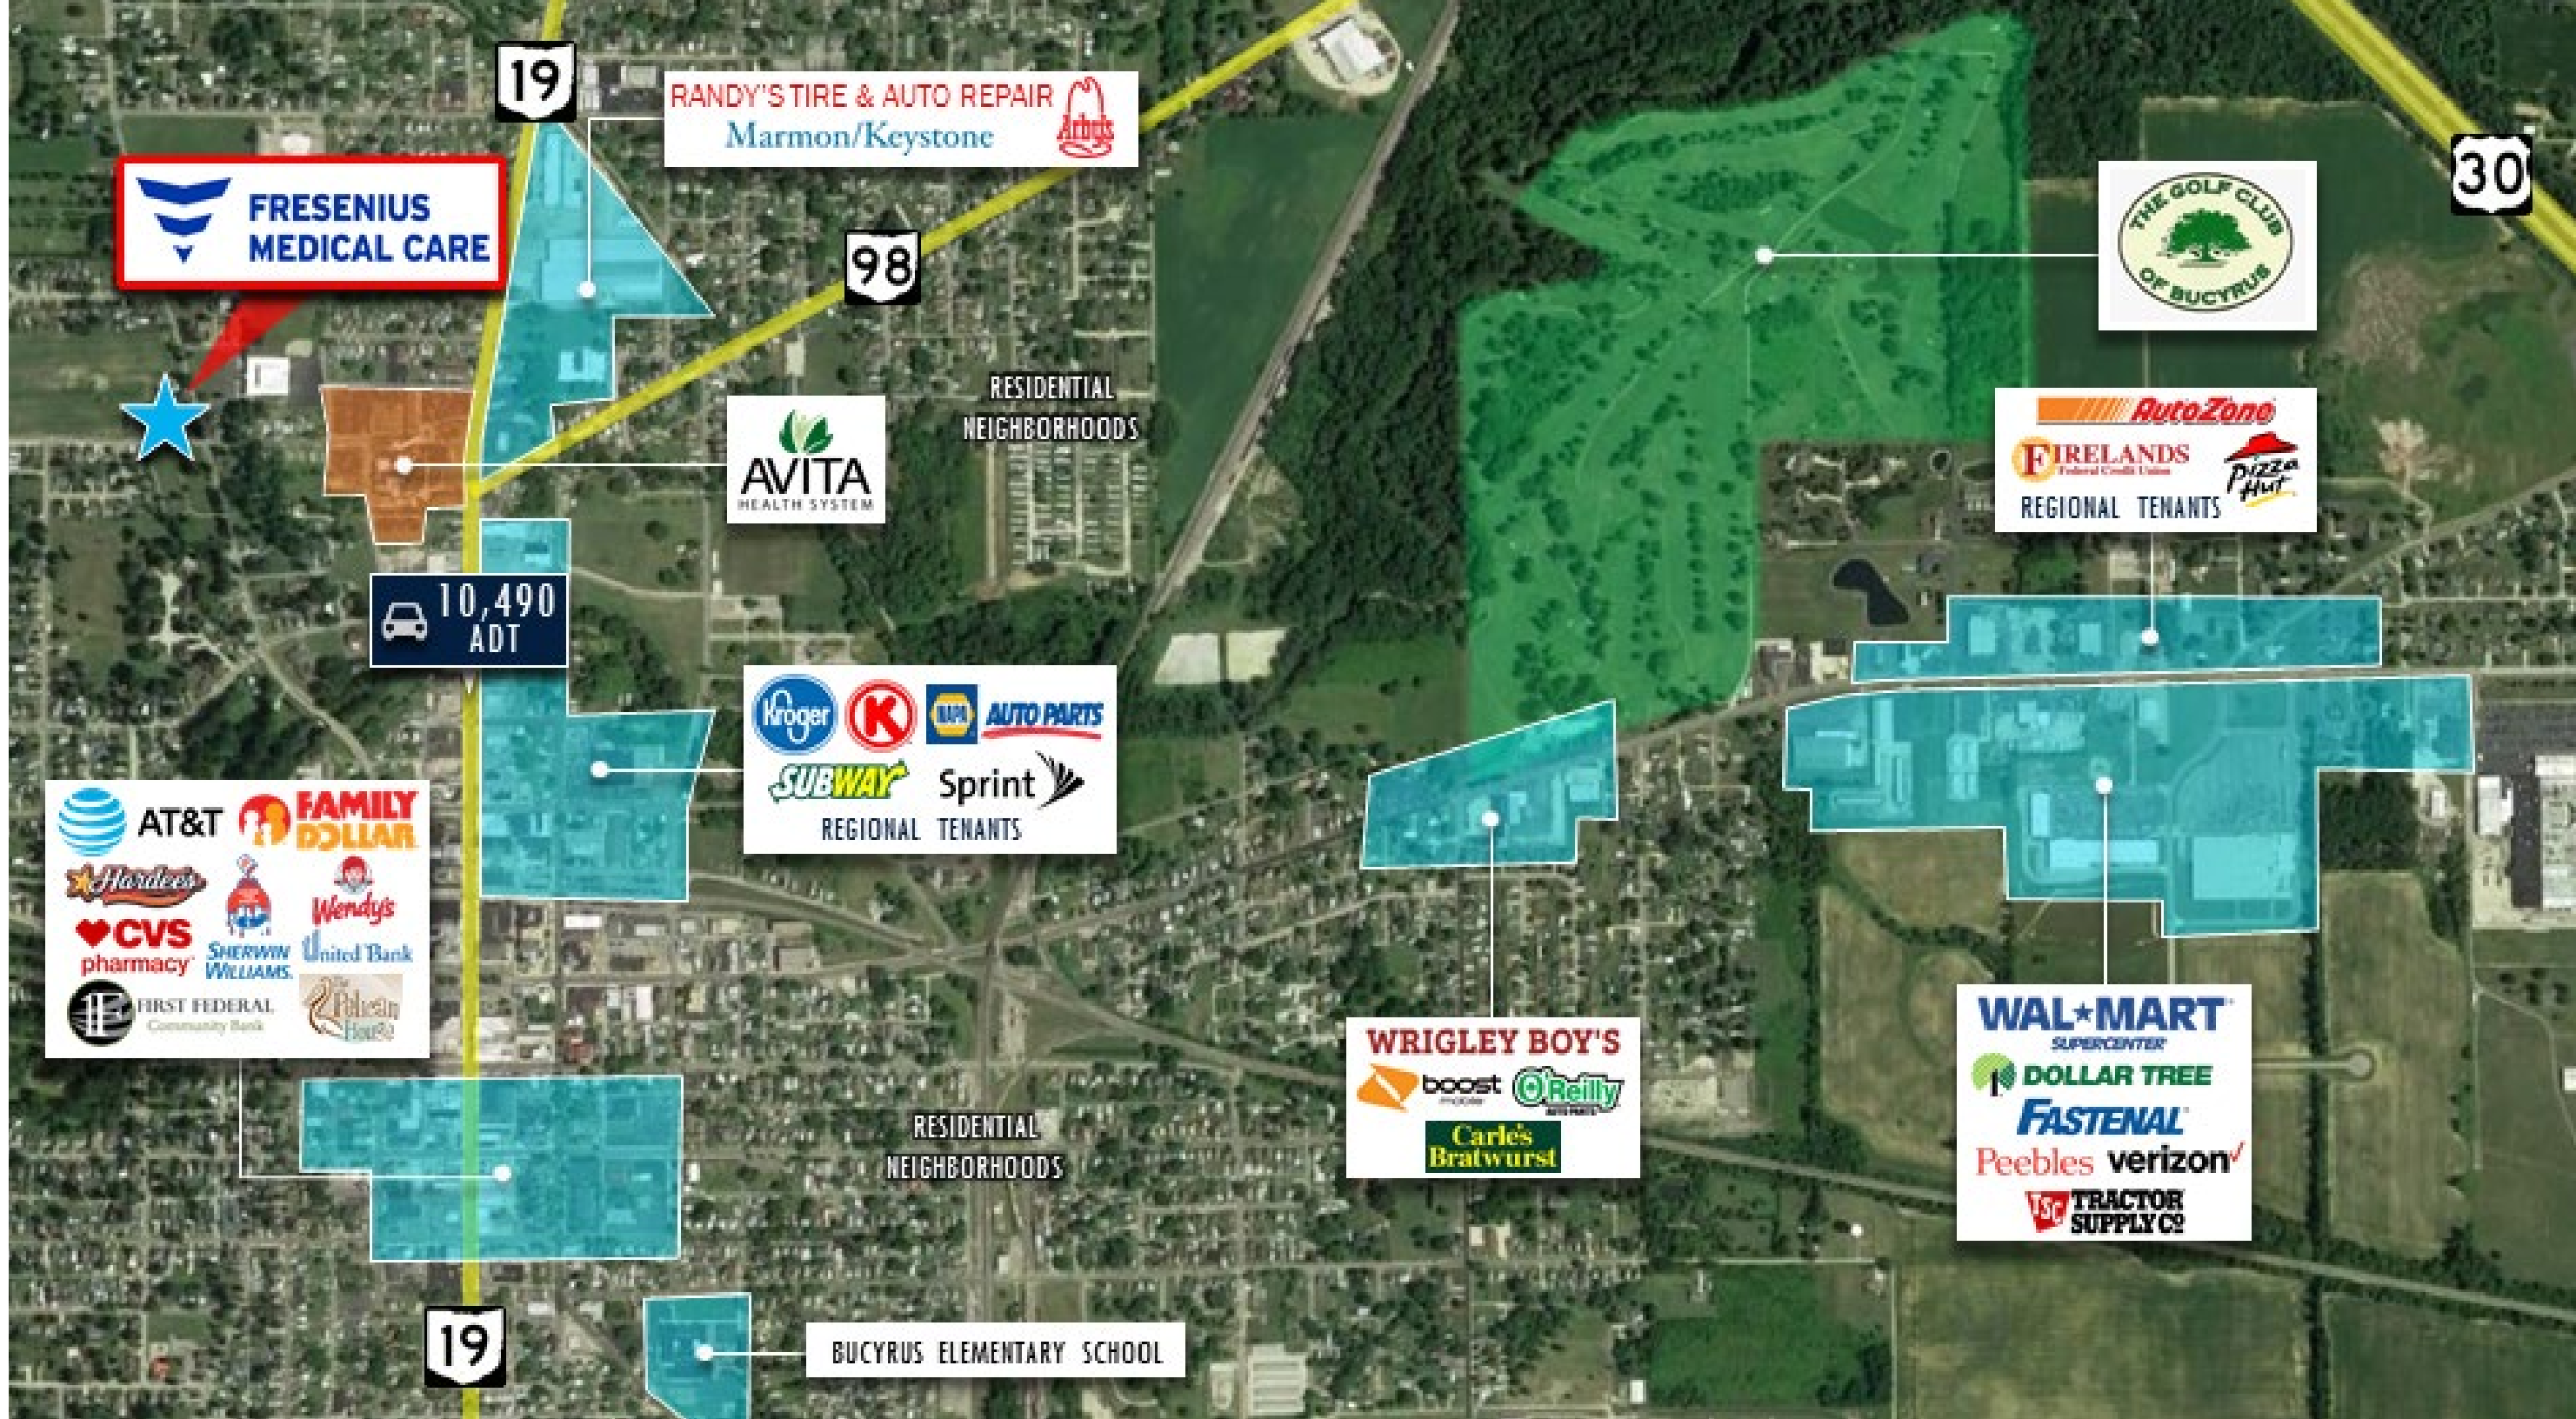 19
RANDY'S TIRE & AUTO REPAIR
Marmon/Keystone
Arby's
FRESENIUS
MEDICAL CARE
98
30
THE GOLF CLUB
OF BUCYRUS
RESIDENTIAL
NEIGHBORHOODS
AVITA
HEALTH SYSTEM
AutoZone
FIRELANDS
Federal Credit Union
Pizza
Hut
REGIONAL TENANTS
10,490
ADT
Kroger
K
NAPA AUTO PARTS
SUBWAY
Sprint
REGIONAL TENANTS
AT&T
FAMILY
DOLLAR
Hardee's
Wendy's
CVS
pharmacy
SHERWIN
WILLIAMS.
United Bank
FIRST FEDERAL
Community Bank
The
Pelican
House
WRIGLEY BOY'S
boost
mobile
O'Reilly
AUTO PARTS
Carle's
Bratwurst
WAL★MART
SUPERCENTER
DOLLAR TREE
FASTENAL
Peebles verizon
TSC TRACTOR
SUPPLY CO
RESIDENTIAL
NEIGHBORHOODS
19
BUCYRUS ELEMENTARY SCHOOL